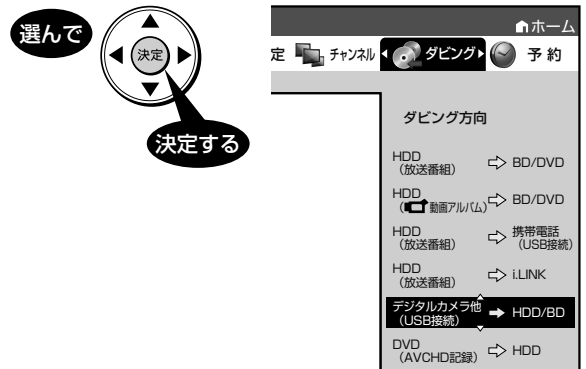 選んで
決定
決定する
ホーム
定 チャンネル ダビング 予約
ダビング方向
HDD
（放送番組） BD/DVD
HDD
（動画アルバム） BD/DVD
HDD
（放送番組） 携帯電話
（USB接続）
HDD
（放送番組） i.LINK
デジタルカメラ他
（USB接続） HDD/BD
DVD
（AVCHD記録） HDD